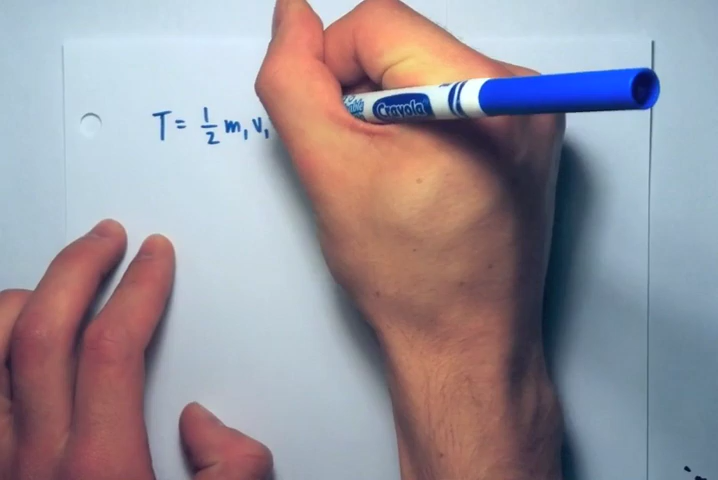 T = ½ m₁ v₁
Crayola